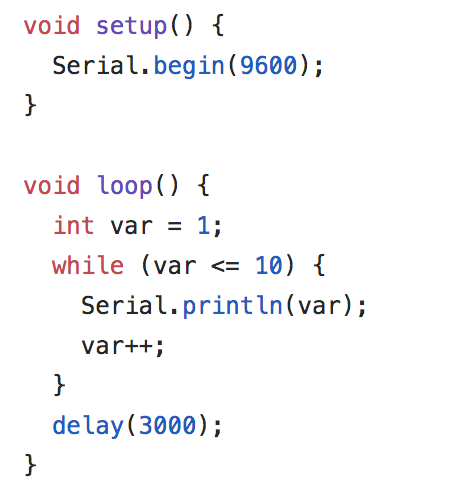 void setup() {
  Serial.begin(9600);
}

void loop() {
  int var = 1;
  while (var <= 10) {
    Serial.println(var);
    var++;
  }
  delay(3000);
}